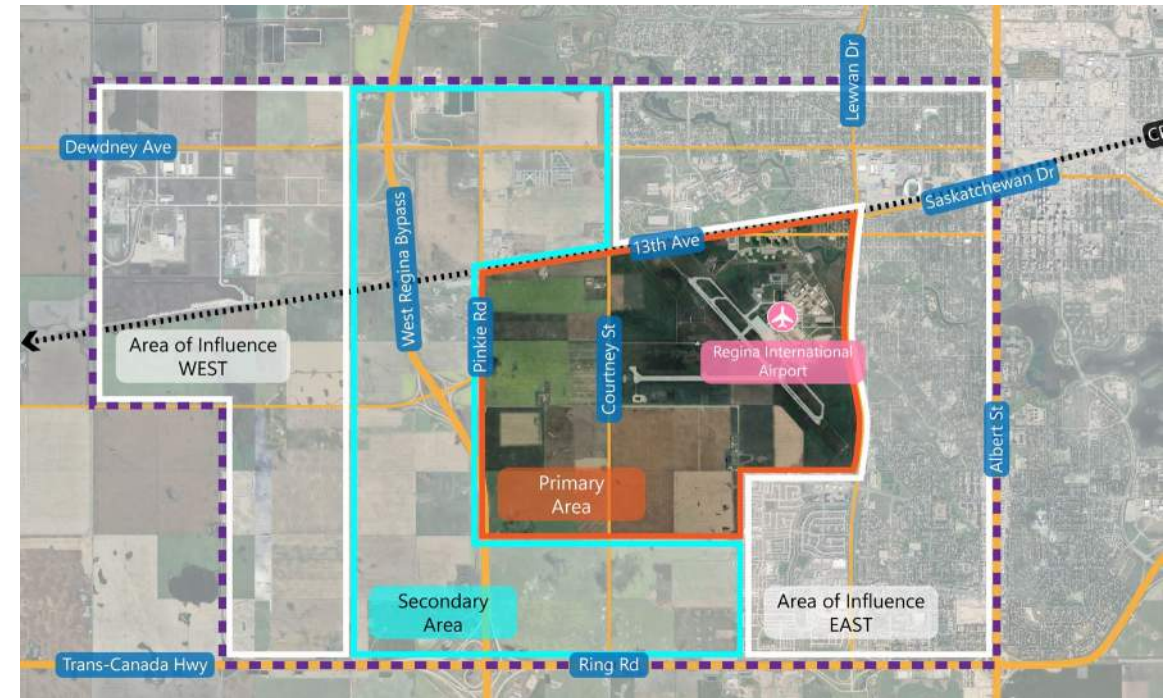 Lewvan Dr
Dewdney Ave
Saskatchewan Dr
13th Ave
West Regina Bypass
Pinkie Rd
Courtney St
Regina International
Airport
Area of Influence
WEST
Albert St
Primary
Area
Secondary
Area
Area of Influence
EAST
Trans-Canada Hwy
Ring Rd